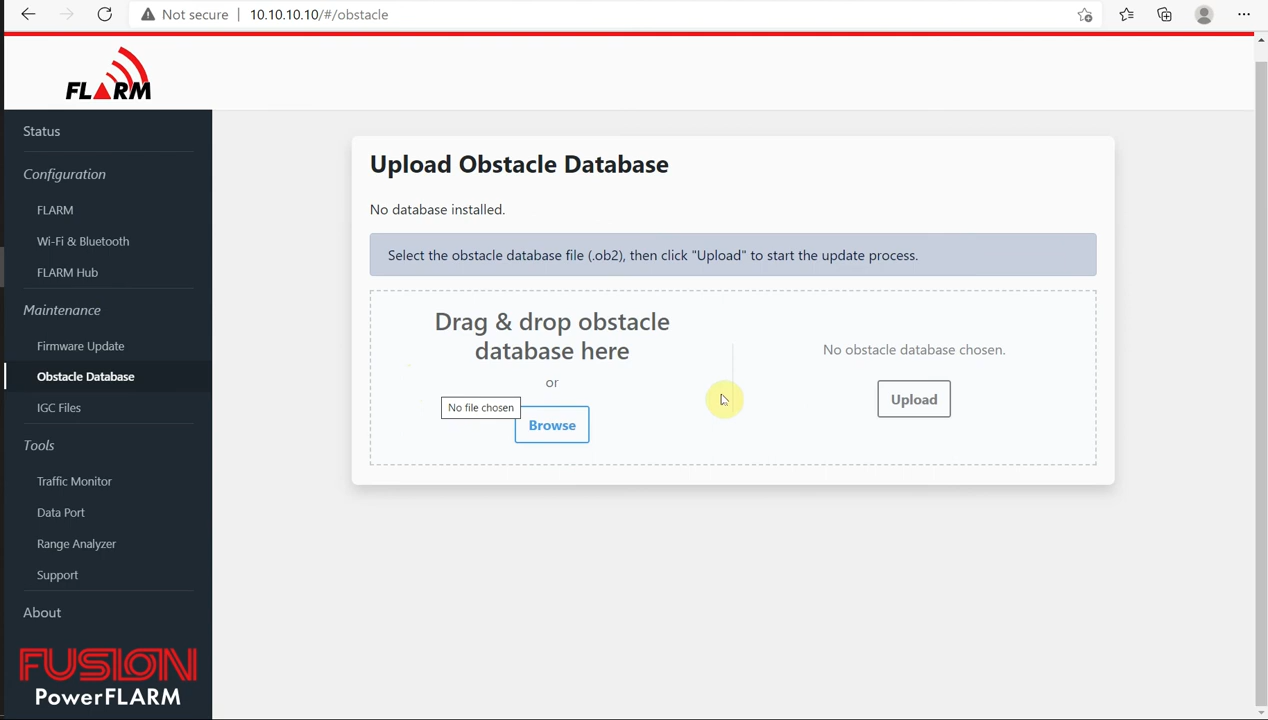 Not secure
10.10.10.10/#/obstacle
FLARM
Status
Configuration
FLARM
Wi-Fi & Bluetooth
FLARM Hub
Maintenance
Firmware Update
Obstacle Database
IGC Files
Tools
Traffic Monitor
Data Port
Range Analyzer
Support
About
FUSION
PowerFLARM
Upload Obstacle Database
No database installed.
Select the obstacle database file (.ob2), then click "Upload" to start the update process.
Drag & drop obstacle
database here
or
No file chosen
Browse
No obstacle database chosen.
Upload